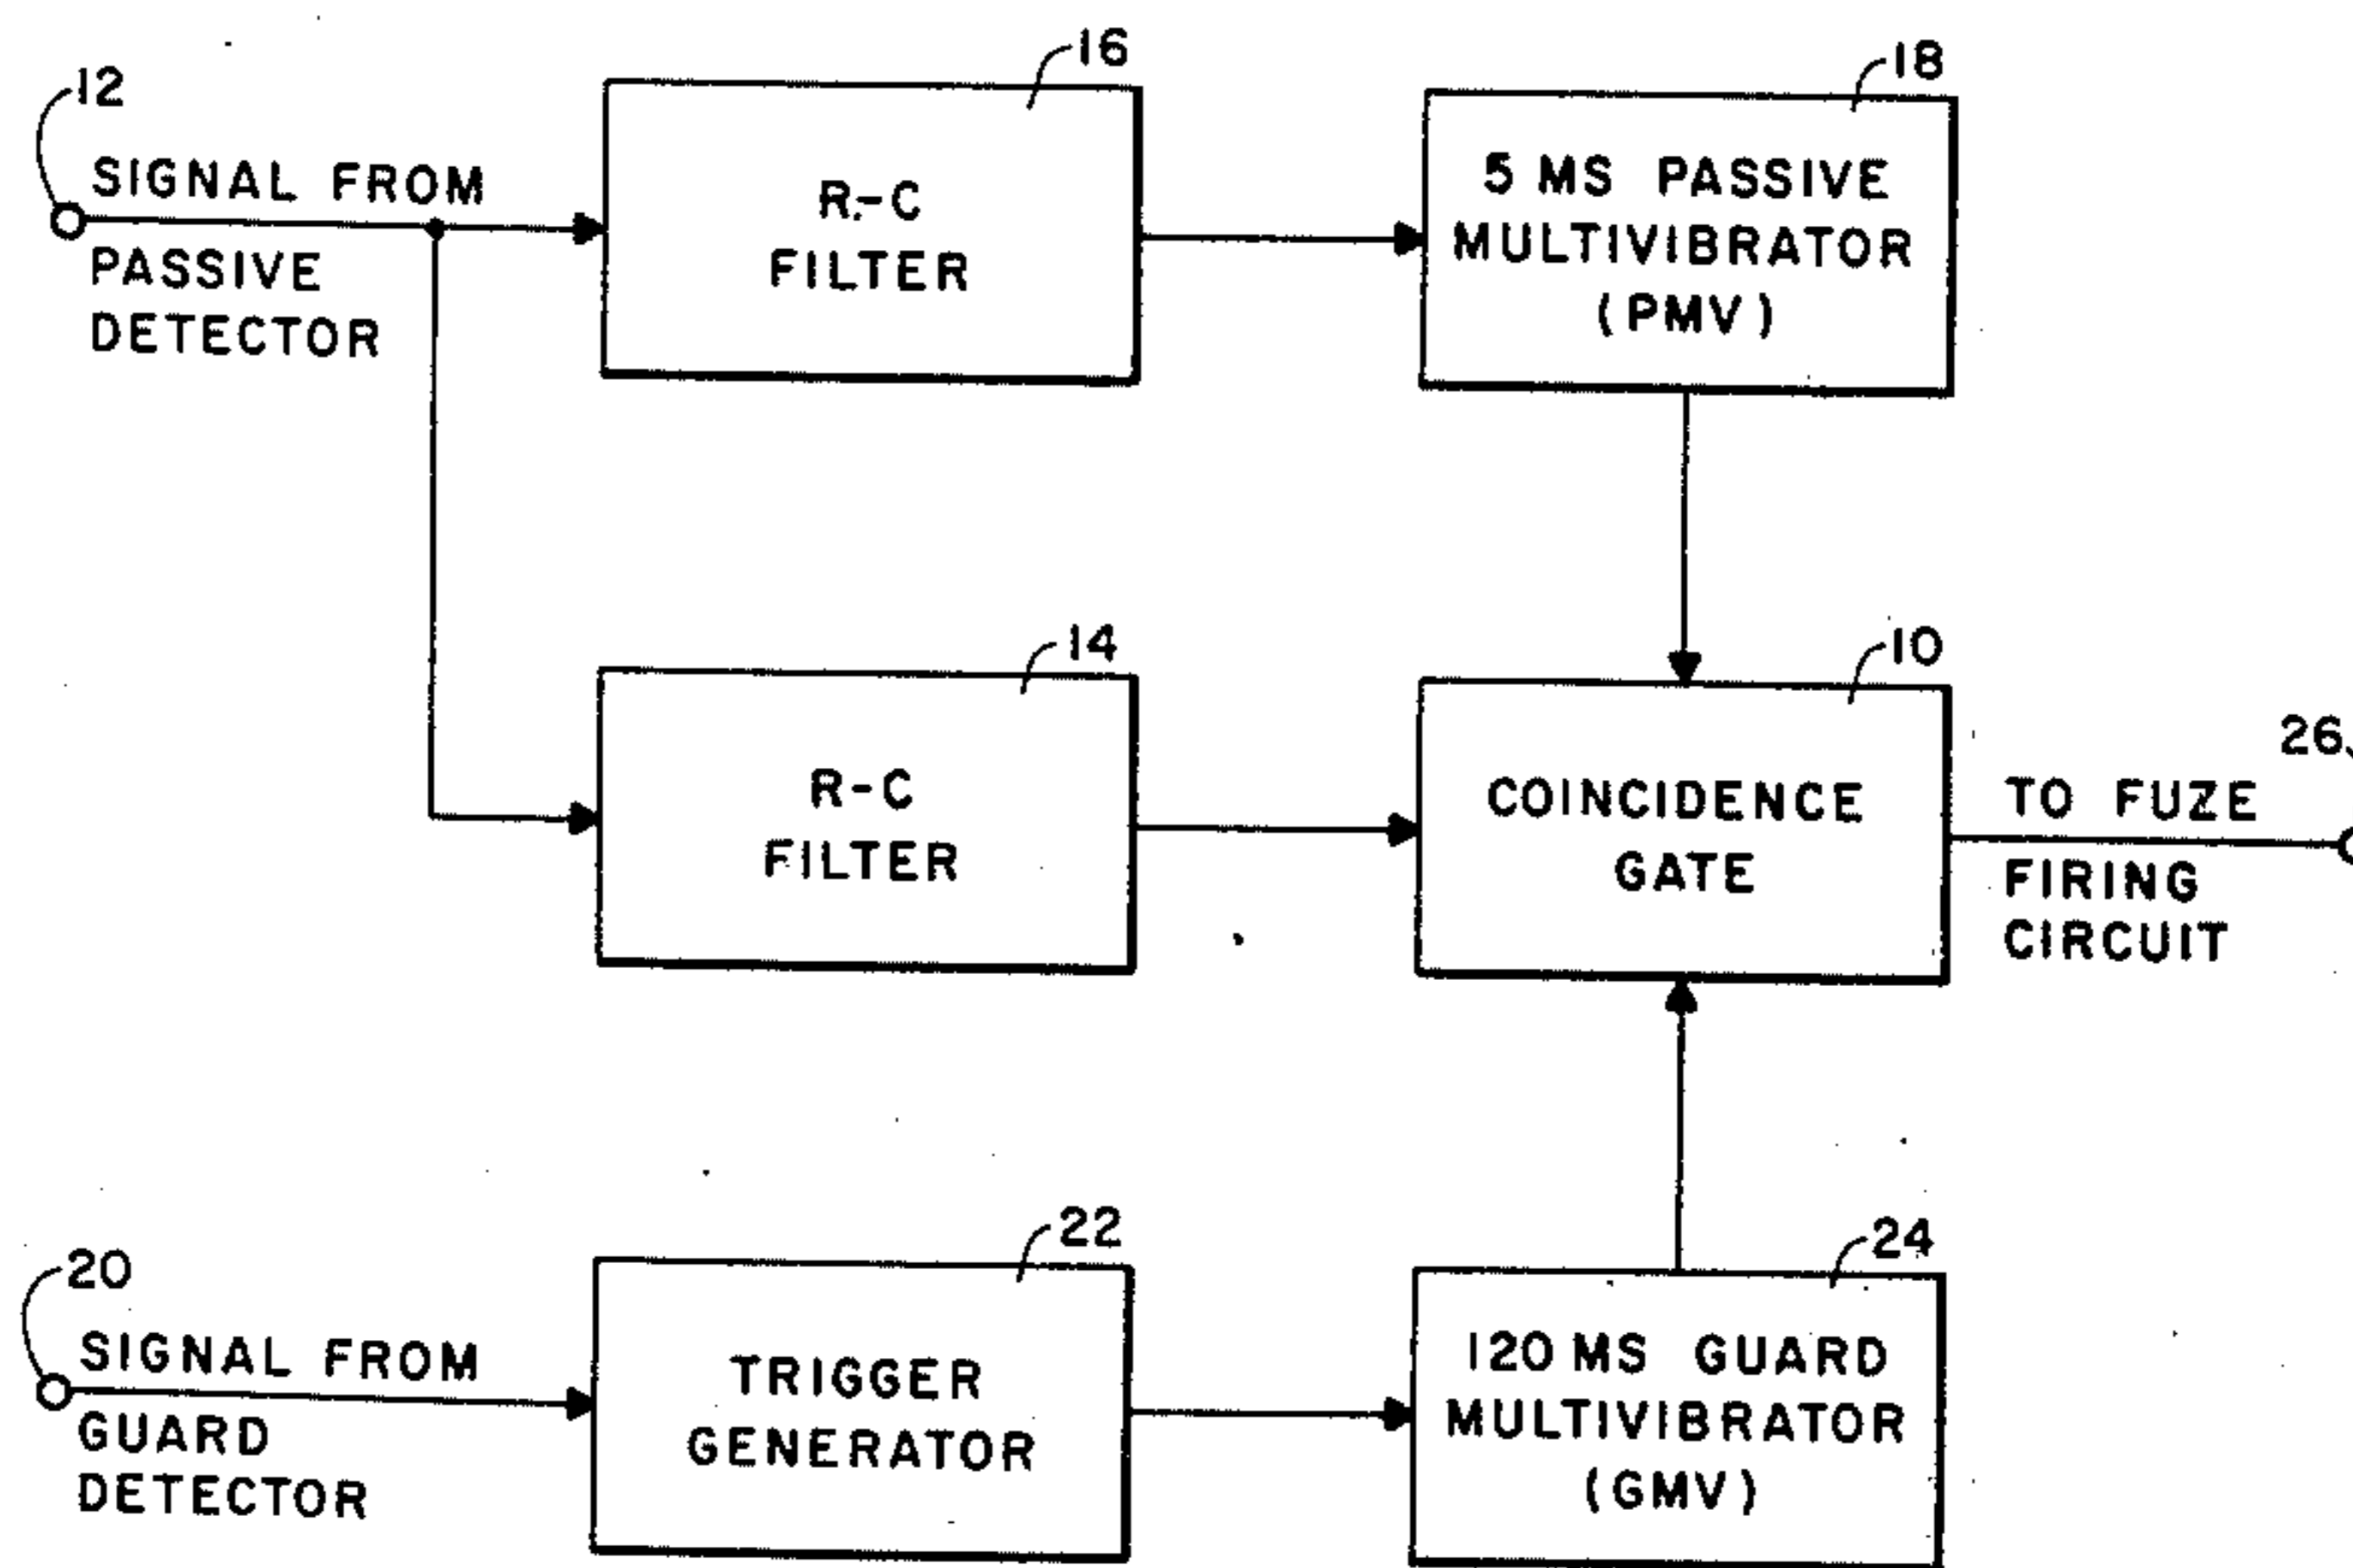 12
SIGNAL FROM
PASSIVE
DETECTOR
16
R-C
FILTER
18
5 MS PASSIVE
MULTIVIBRATOR
(PMV)
14
R-C
FILTER
10
COINCIDENCE
GATE
26
TO FUZE
FIRING
CIRCUIT
20
SIGNAL FROM
GUARD
DETECTOR
22
TRIGGER
GENERATOR
24
120 MS GUARD
MULTIVIBRATOR
(GMV)